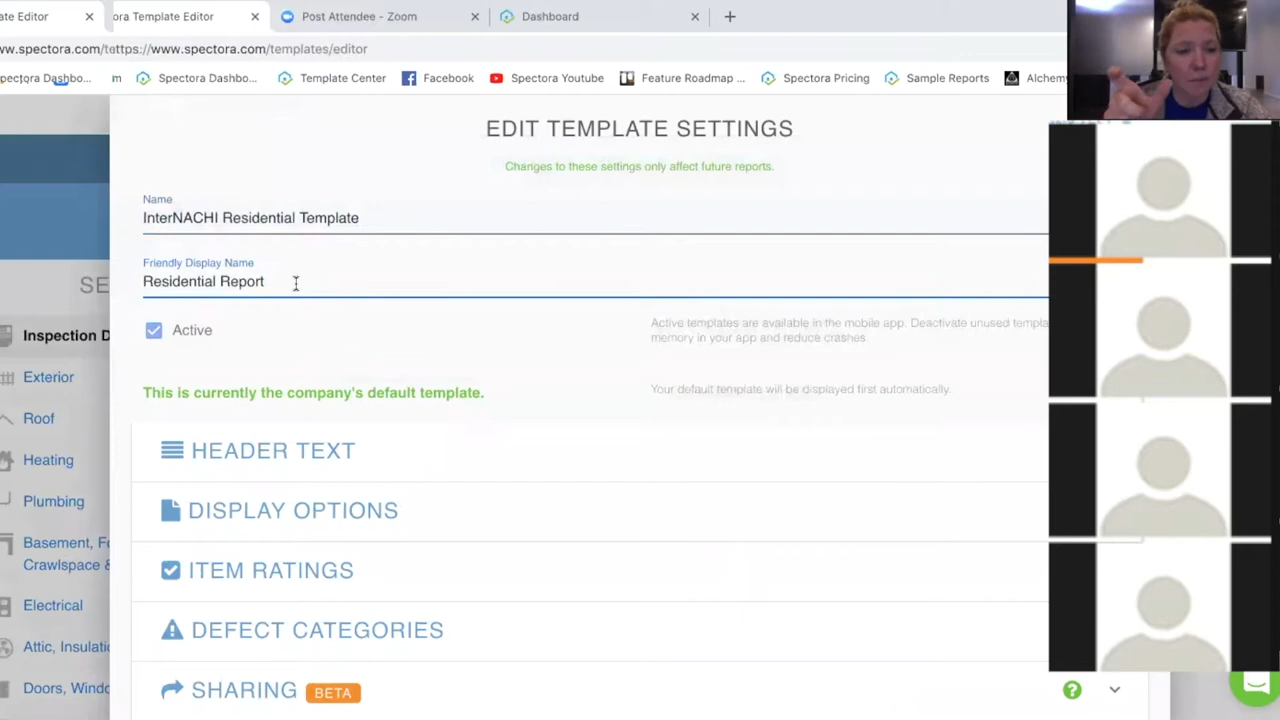 ate Editor
ora Template Editor
Post Attendee - Zoom
Dashboard
ww.spectora.com/tettps://www.spectora.com/templates/editor
pectora Dashbo...
m
Spectora Dashbo...
Template Center
Facebook
Spectora Youtube
Feature Roadmap ...
Spectora Pricing
Sample Reports
Alchemy
EDIT TEMPLATE SETTINGS
Changes to these settings only affect future reports.
Name
InterNACHI Residential Template
Friendly Display Name
Residential Report
SE
Inspection D
Active
Active templates are available in the mobile app. Deactivate unused templa
memory in your app and reduce crashes.
Exterior
This is currently the company's default template.
Your default template will be displayed first automatically.
Roof
HEADER TEXT
Heating
Plumbing
DISPLAY OPTIONS
Basement, Fo
Crawlspace &
ITEM RATINGS
Electrical
DEFECT CATEGORIES
Attic, Insulatio
Doors, Windo
SHARING BETA
?